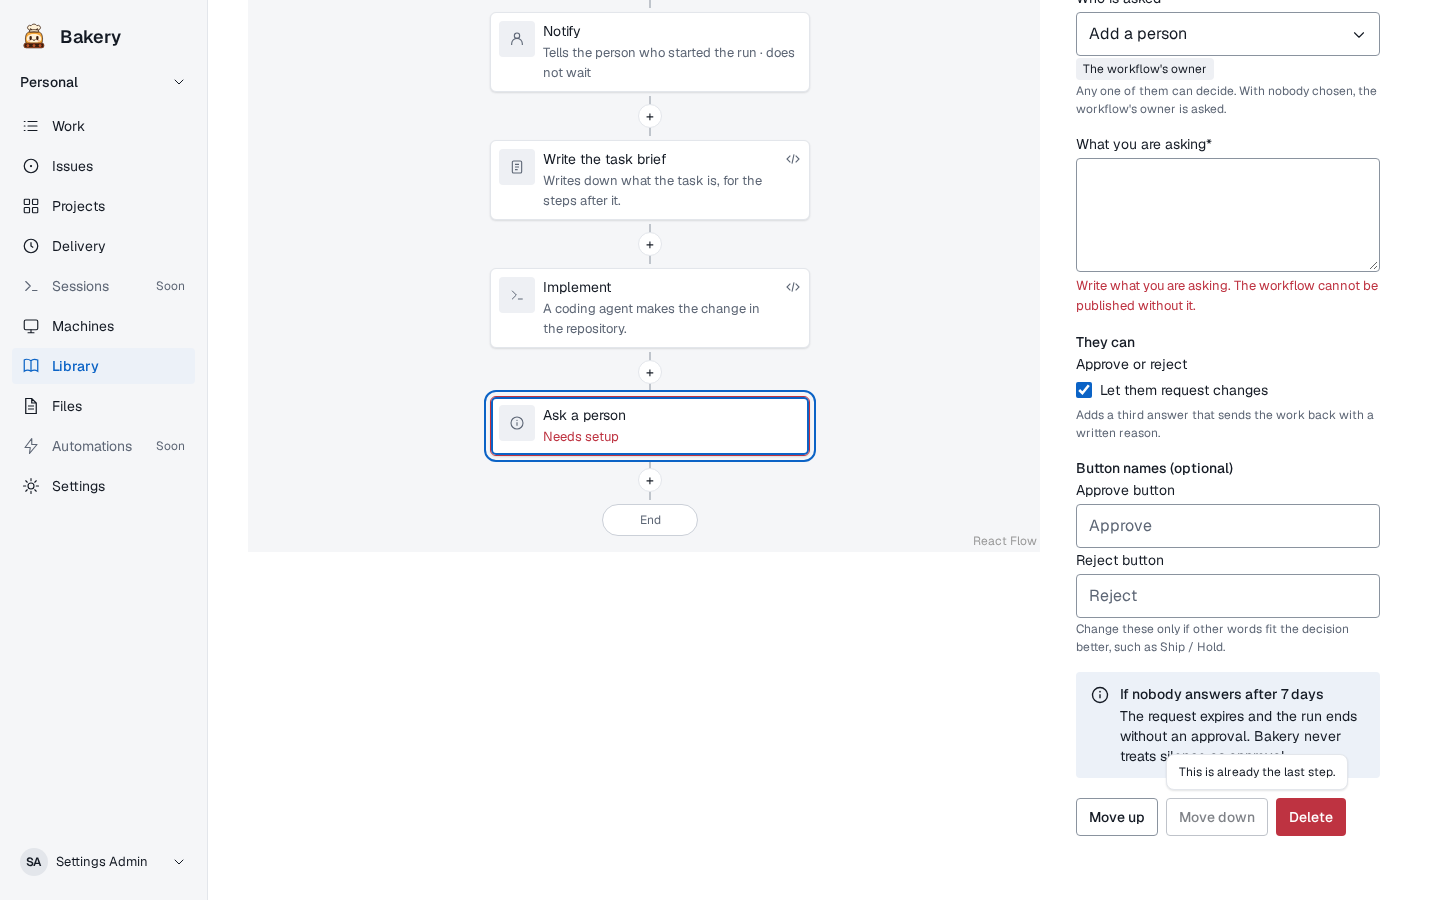 Bakery
Personal
Work
Issues
Projects
Delivery
Sessions Soon
Machines
Library
Files
Automations Soon
Settings
SA Settings Admin
Notify
Tells the person who started the run · does
not wait
Write the task brief
Writes down what the task is, for the
steps after it.
Implement
A coding agent makes the change in
the repository.
Ask a person
Needs setup
End
React Flow
Who is asked
Add a person
The workflow's owner
Any one of them can decide. With nobody chosen, the
workflow's owner is asked.
What you are asking*
Write what you are asking. The workflow cannot be
published without it.
They can
Approve or reject
Let them request changes
Adds a third answer that sends the work back with a
written reason.
Button names (optional)
Approve button
Approve
Reject button
Reject
Change these only if other words fit the decision
better, such as Ship / Hold.
If nobody answers after 7 days
The request expires and the run ends
without an approval. Bakery never
treats
This is already the last step.
Move up
Move down
Delete